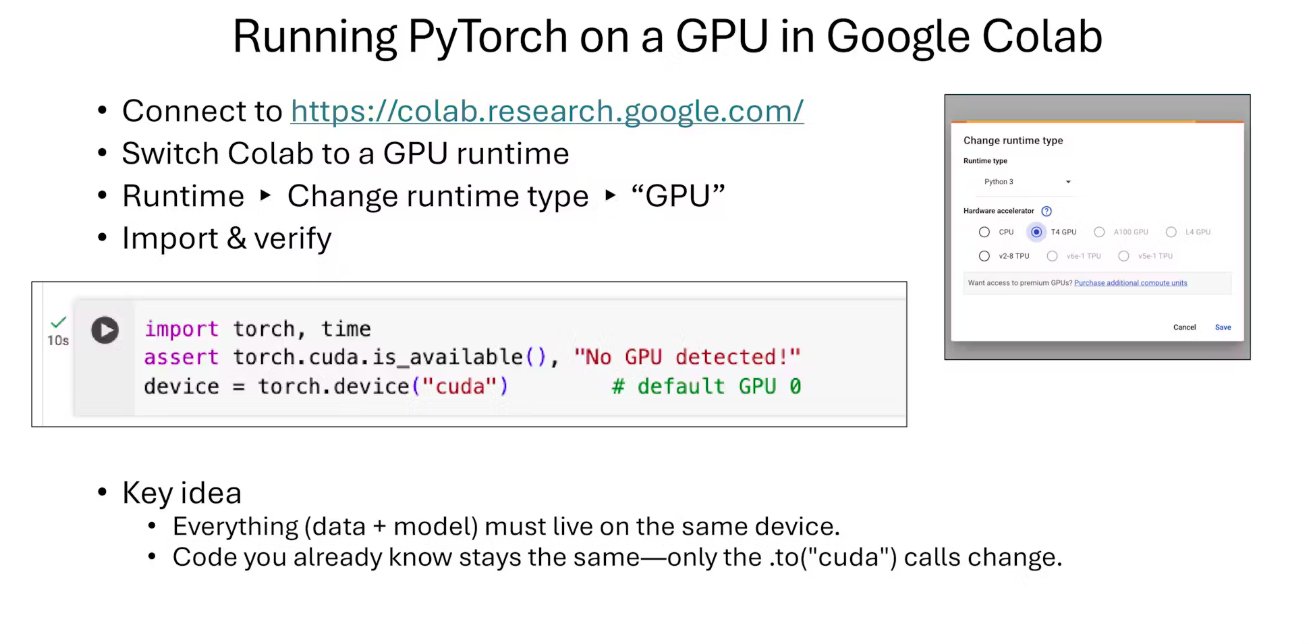 Running PyTorch on a GPU in Google Colab
• Connect to https://colab.research.google.com/
• Switch Colab to a GPU runtime
• Runtime ▸ Change runtime type ▸ “GPU”
• Import & verify
Change runtime type
Runtime type
Python 3
Hardware accelerator ?
CPU T4 GPU A100 GPU L4 GPU
v2-8 TPU v6e-1 TPU v5e-1 TPU
Want access to premium GPUs? Purchase additional compute units
Cancel Save
10s
import torch, time
assert torch.cuda.is_available(), "No GPU detected!"
device = torch.device("cuda") # default GPU 0
• Key idea
• Everything (data + model) must live on the same device.
• Code you already know stays the same—only the .to("cuda") calls change.